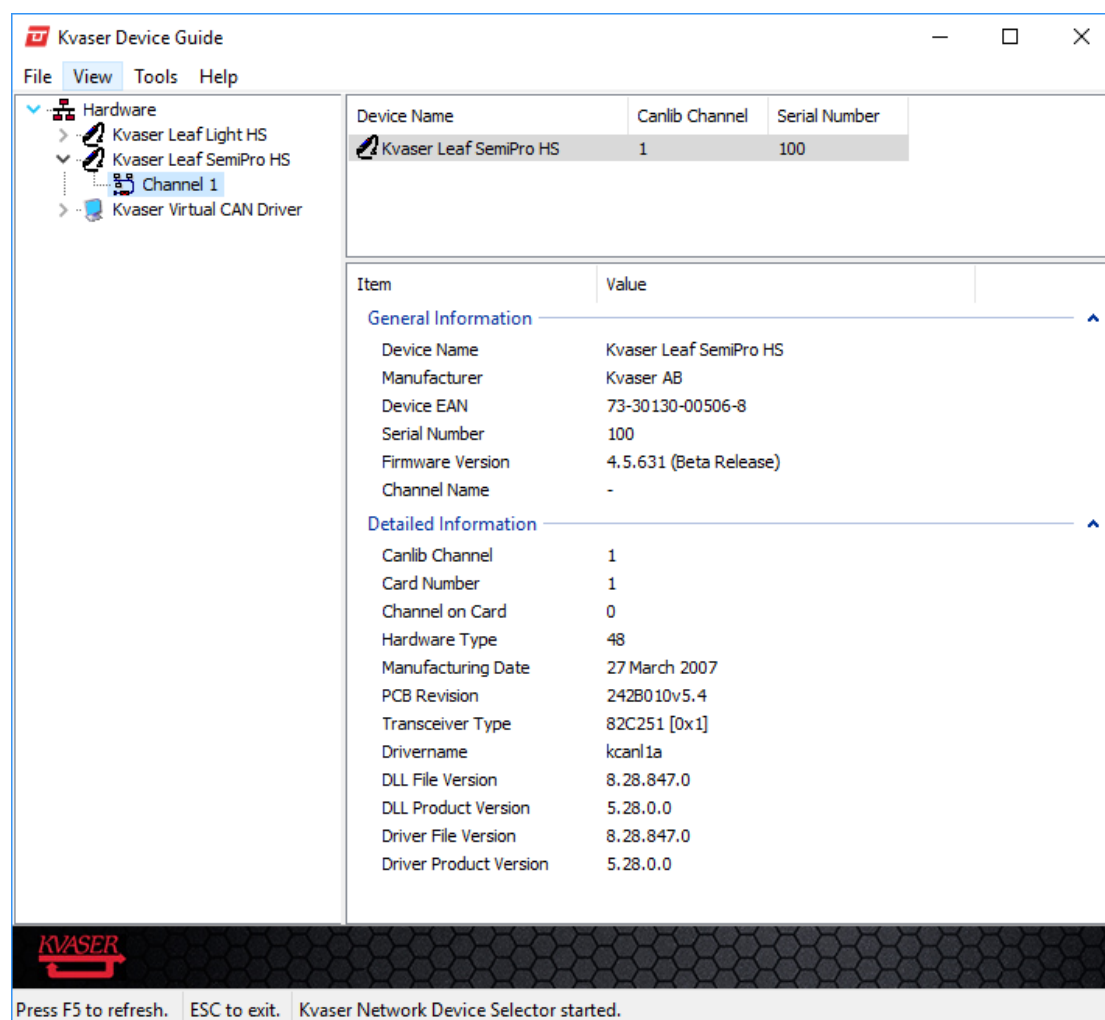 Kvaser Device Guide
File View Tools Help
Hardware
Kvaser Leaf Light HS
Kvaser Leaf SemiPro HS
Channel 1
Kvaser Virtual CAN Driver
Device Name Canlib Channel Serial Number
Kvaser Leaf SemiPro HS 1 100
Item Value
General Information
Device Name Kvaser Leaf SemiPro HS
Manufacturer Kvaser AB
Device EAN 73-30130-00506-8
Serial Number 100
Firmware Version 4.5.631 (Beta Release)
Channel Name -
Detailed Information
Canlib Channel 1
Card Number 1
Channel on Card 0
Hardware Type 48
Manufacturing Date 27 March 2007
PCB Revision 242B010v5.4
Transceiver Type 82C251 [0x1]
Drivername kcanl1a
DLL File Version 8.28.847.0
DLL Product Version 5.28.0.0
Driver File Version 8.28.847.0
Driver Product Version 5.28.0.0
KVASER
Press F5 to refresh. ESC to exit. Kvaser Network Device Selector started.